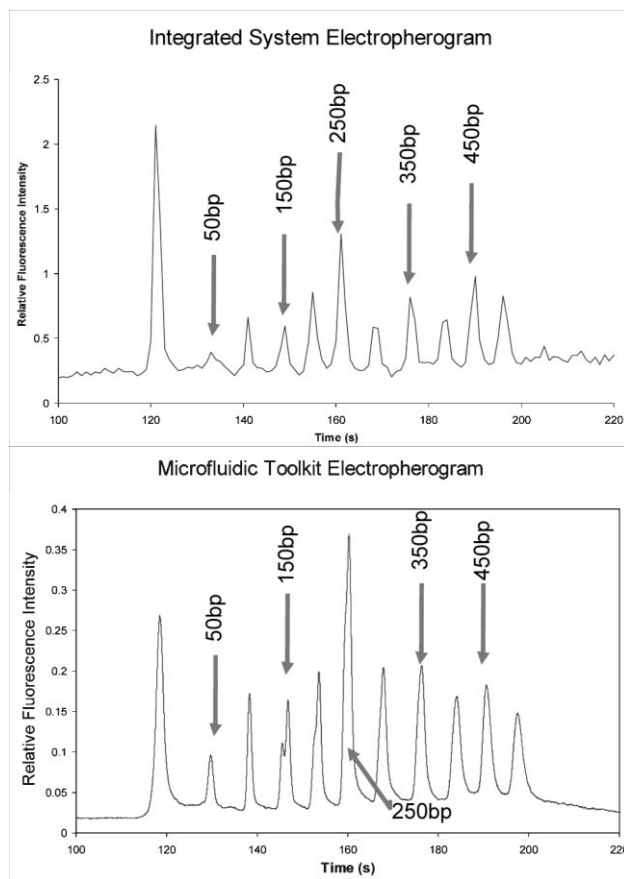 Integrated System Electropherogram
Relative Fluorescence Intensity
2.5
2
1.5
1
0.5
0
50bp
150bp
250bp
350bp
450bp
100 120 140 160 180 200 220
Time (s)
Microfluidic Toolkit Electropherogram
Relative Fluorescence Intensity
0.4
0.35
0.3
0.25
0.2
0.15
0.1
0.05
0
50bp
150bp
350bp
450bp
250bp
100 120 140 160 180 200 220
Time (s)